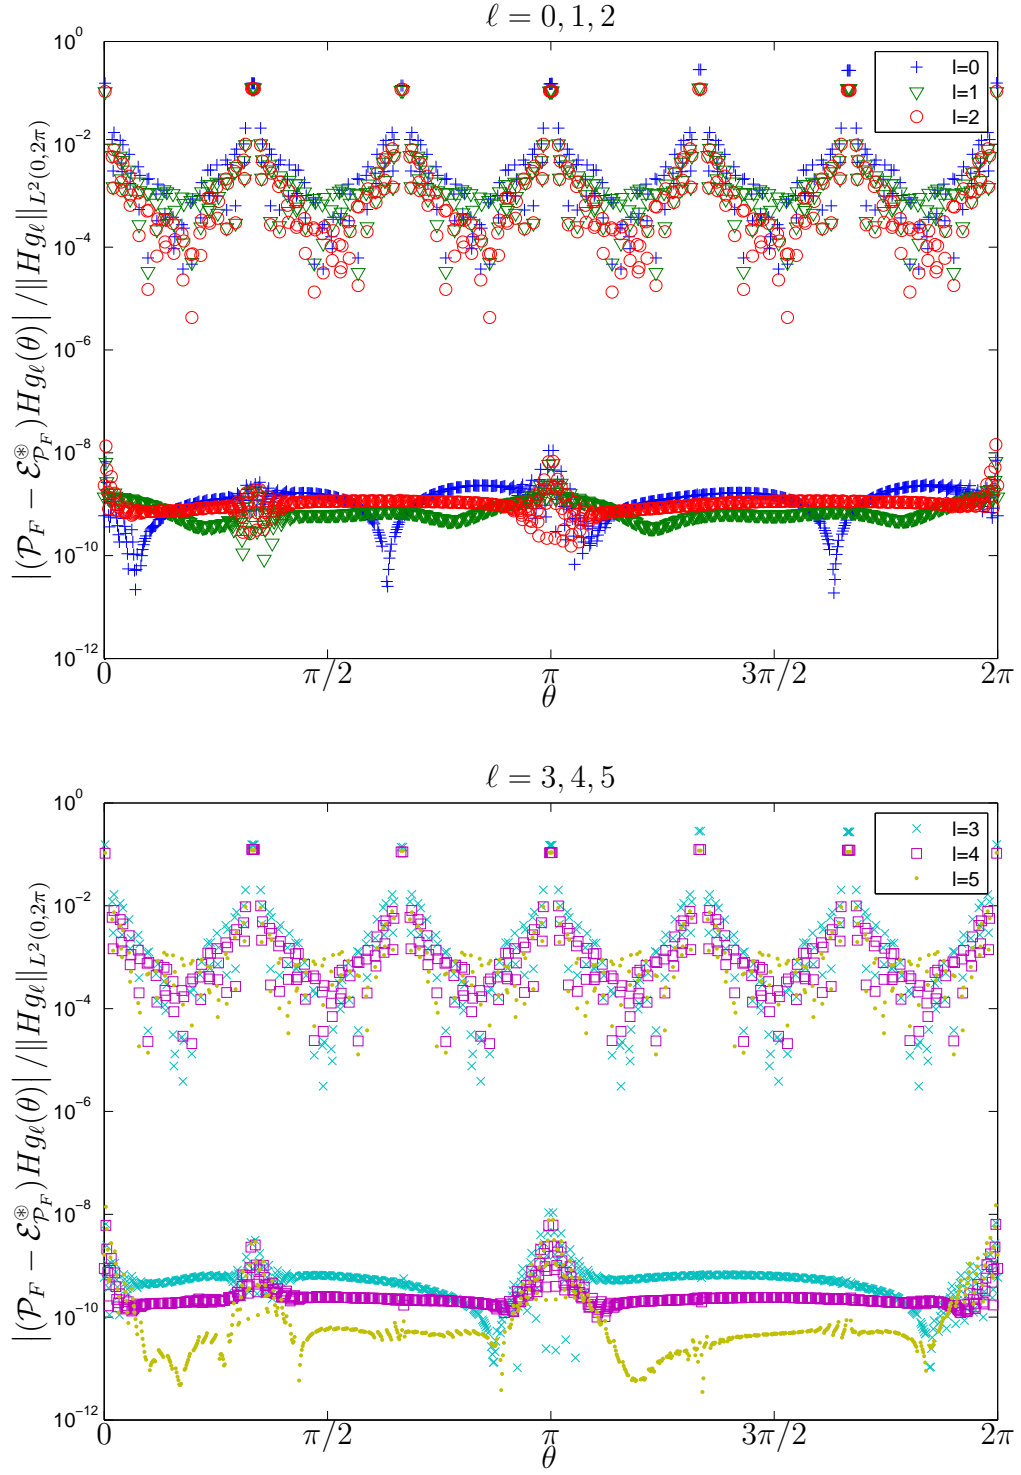 ℓ = 0, 1, 2
10^0
10^−2
10^−4
10^−6
10^−8
10^−10
10^−12
|(𝒫_F − ℰ^⊛_{𝒫_F})Hg_ℓ(θ)| / ||Hg_ℓ||_{L^2(0,2π)}
l=0
l=1
l=2
0 π/2 π 3π/2 2π
θ
ℓ = 3, 4, 5
10^0
10^−2
10^−4
10^−6
10^−8
10^−10
10^−12
|(𝒫_F − ℰ^⊛_{𝒫_F})Hg_ℓ(θ)| / ||Hg_ℓ||_{L^2(0,2π)}
l=3
l=4
l=5
0 π/2 π 3π/2 2π
θ